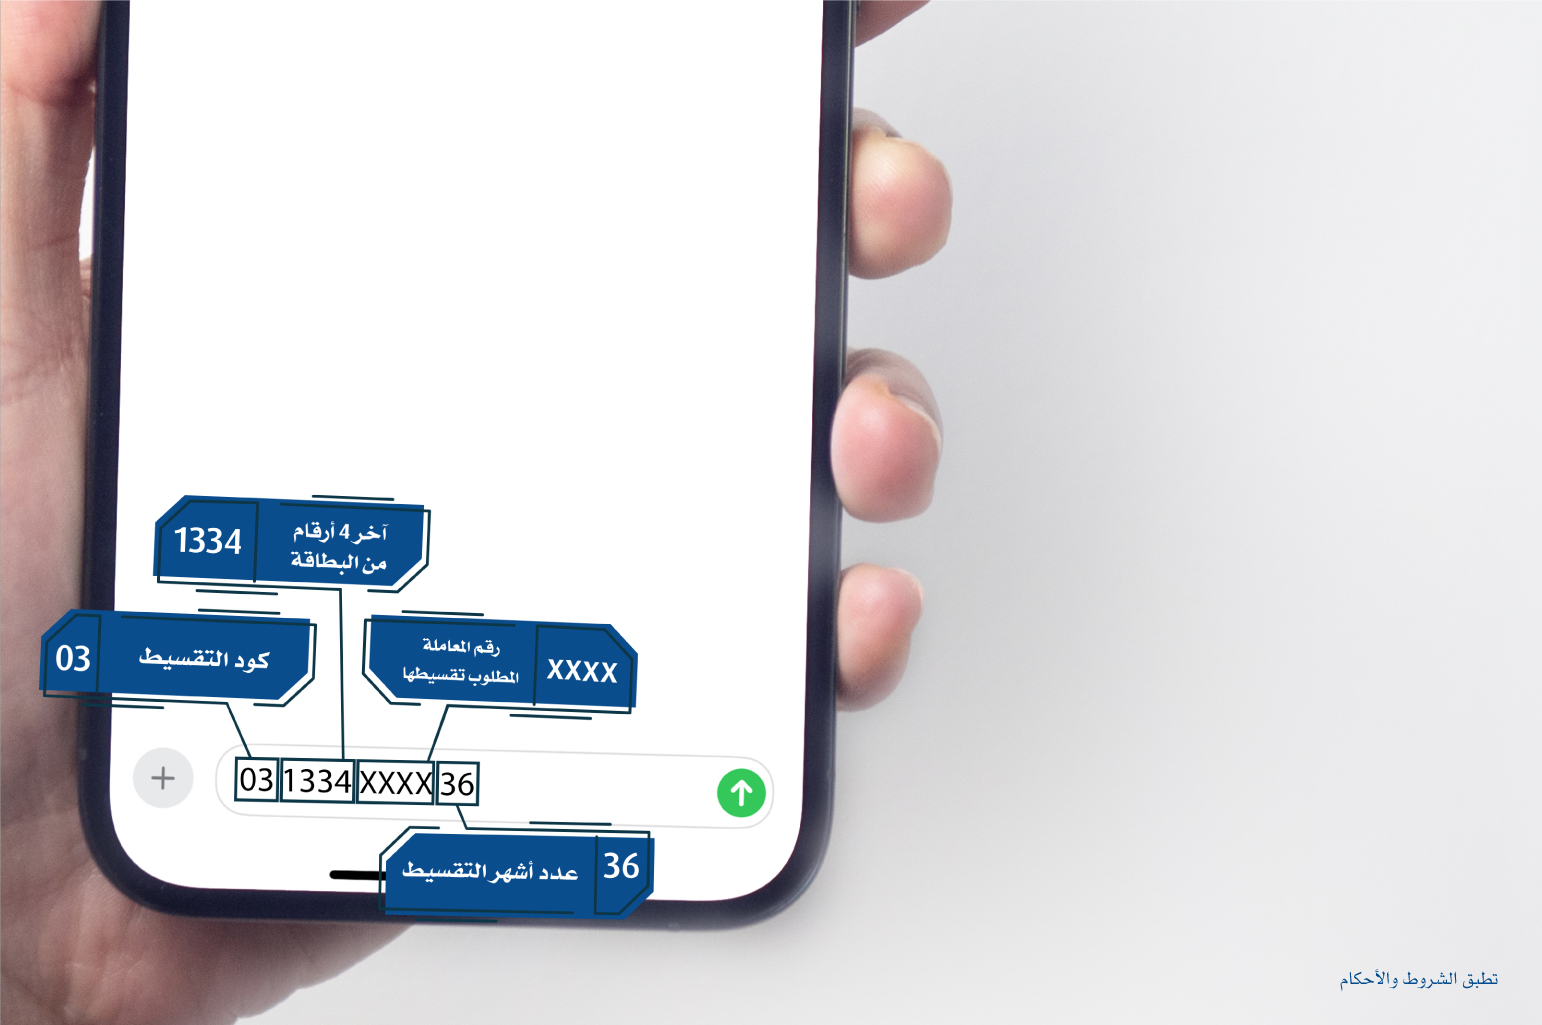 آخر 4 أرقام
من البطاقة
1334
كود التقسيط
03
رقم المعاملة
المطلوب تقسيطها
XXXX
03 1334 XXXX 36
عدد أشهر التقسيط
36
تطبق الشروط والأحكام